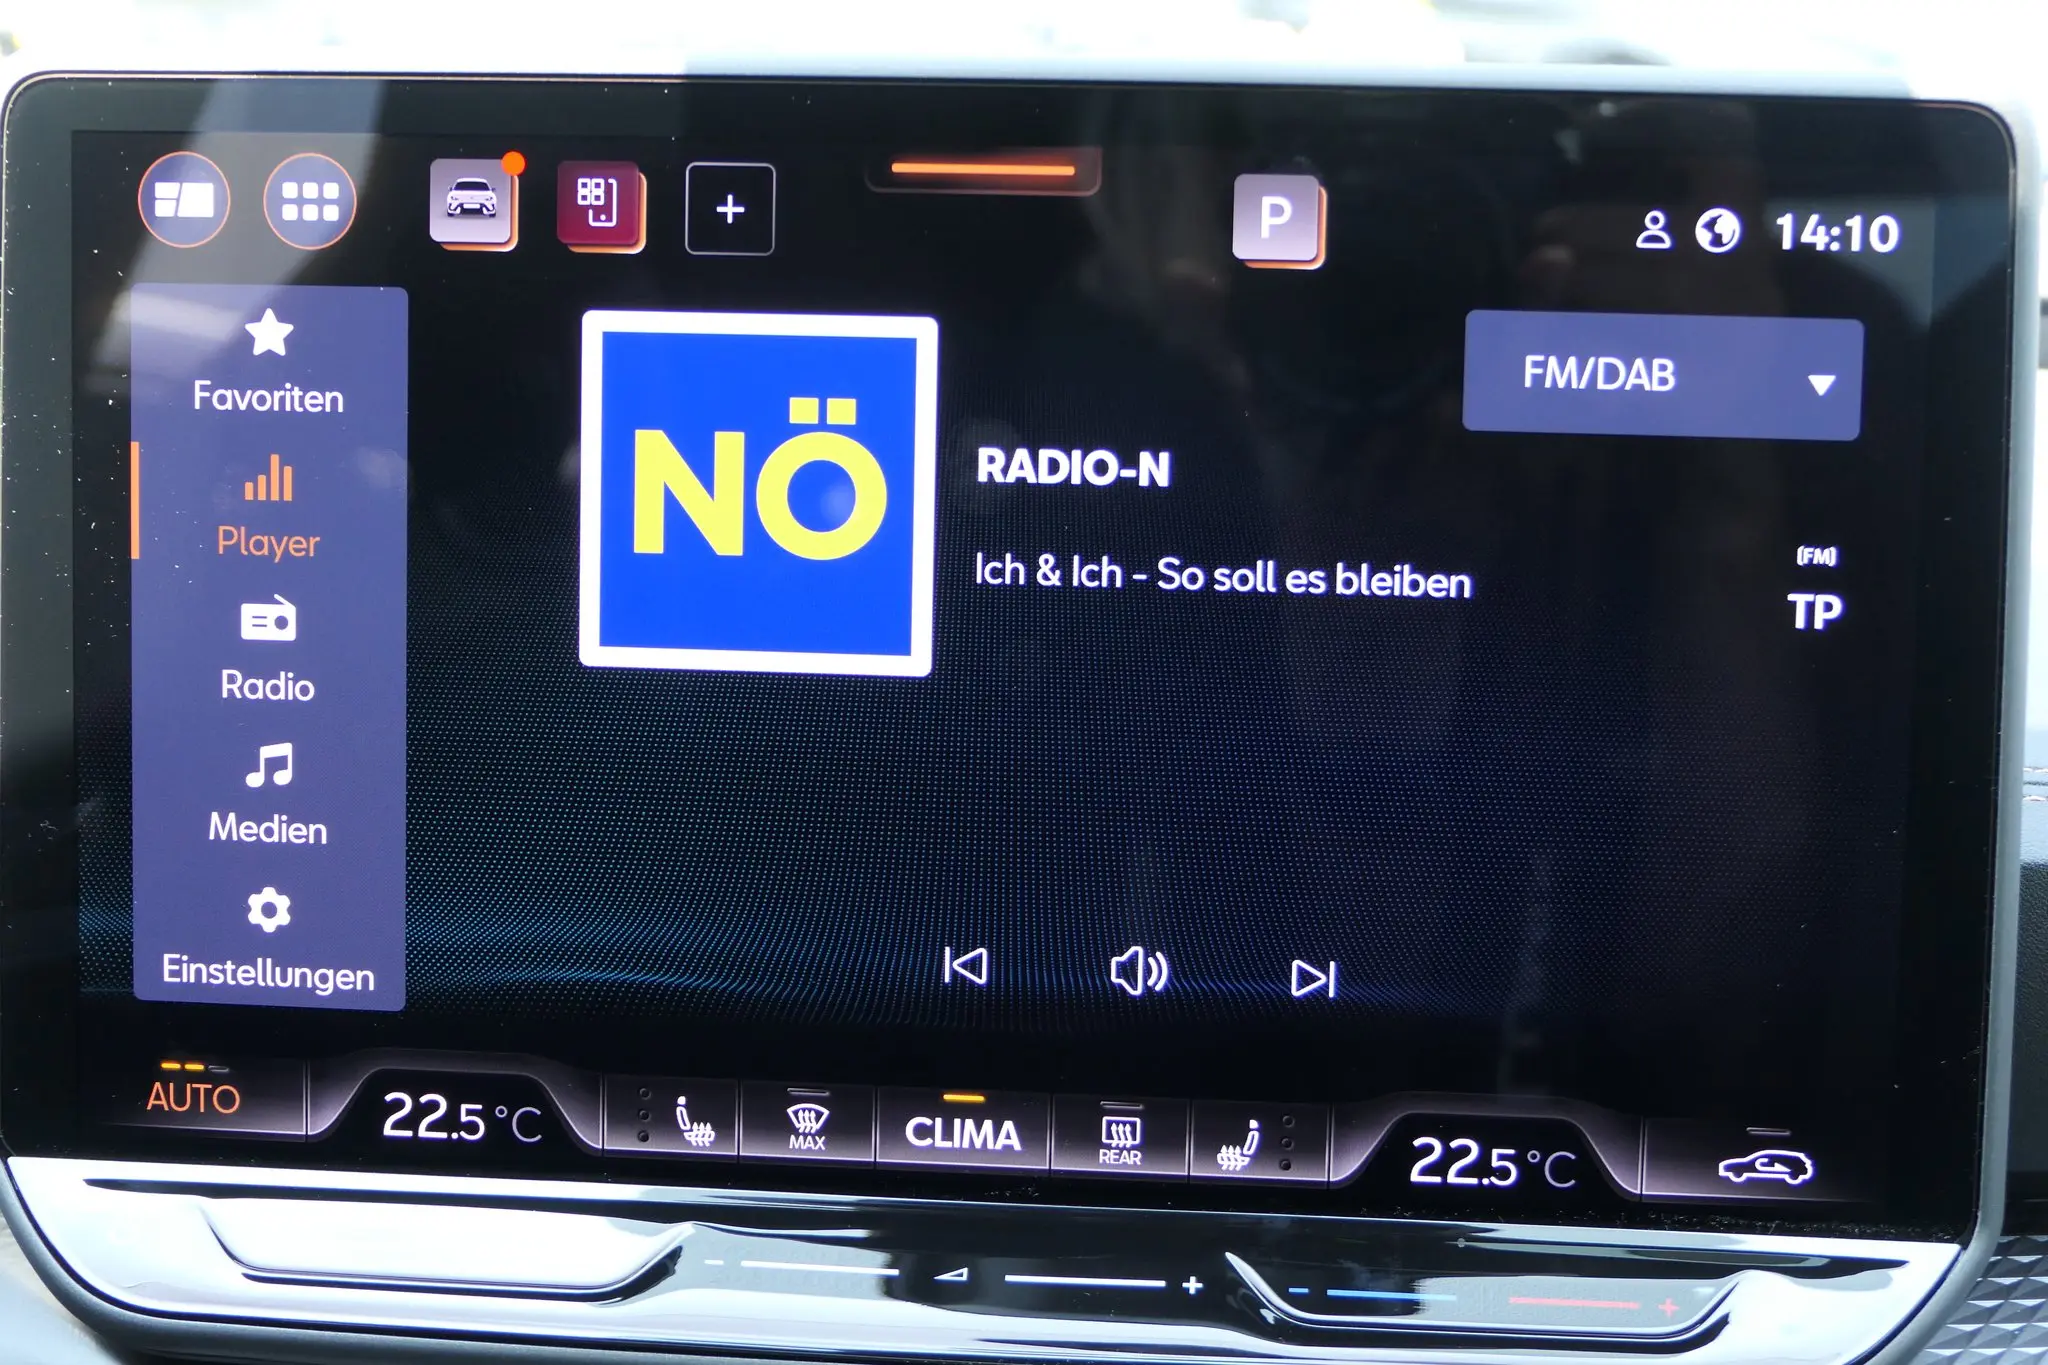 P
14:10
Favoriten
Player
Radio
Medien
Einstellungen
NÖ
RADIO-N
Ich & Ich - So soll es bleiben
FM/DAB
(FM)
TP
AUTO
22.5 °C
MAX
CLIMA
REAR
22.5 °C